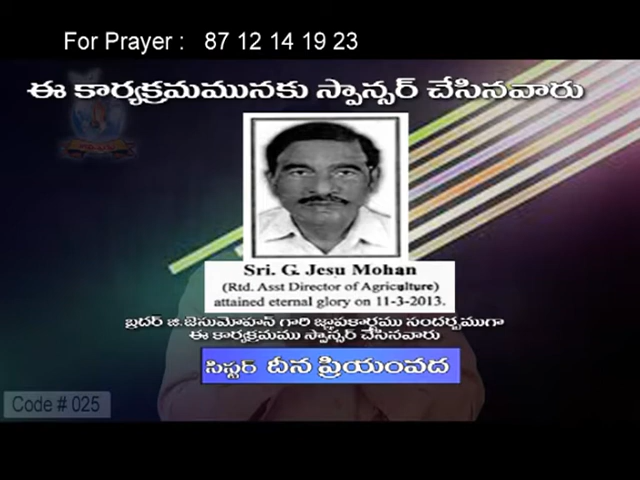 For Prayer : 87 12 14 19 23
ఈ కార్యక్రమమునకు స్పాన్సర్ చేసినవారు
Sri. G. Jesu Mohan
(Rtd. Asst Director of Agriculture)
attained eternal glory on 11-3-2013.
బ్రదర్ జి.జెసుమోహన్ గారి జ్ఞాపకార్థము సందర్భముగా
ఈ కార్యక్రమము స్పాన్సర్ చేసినవారు
సిస్టర్ దీన ప్రియంవద
Code # 025